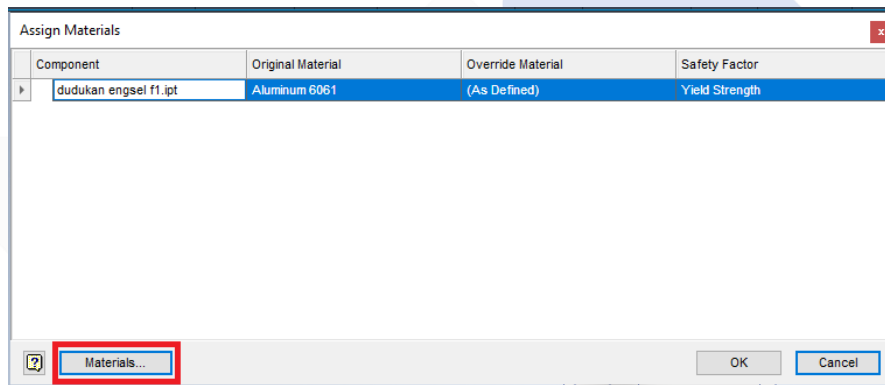 Assign Materials
x
Component Original Material Override Material Safety Factor
dudukan engsel f1.ipt Aluminum 6061 (As Defined) Yield Strength
? Materials... OK Cancel